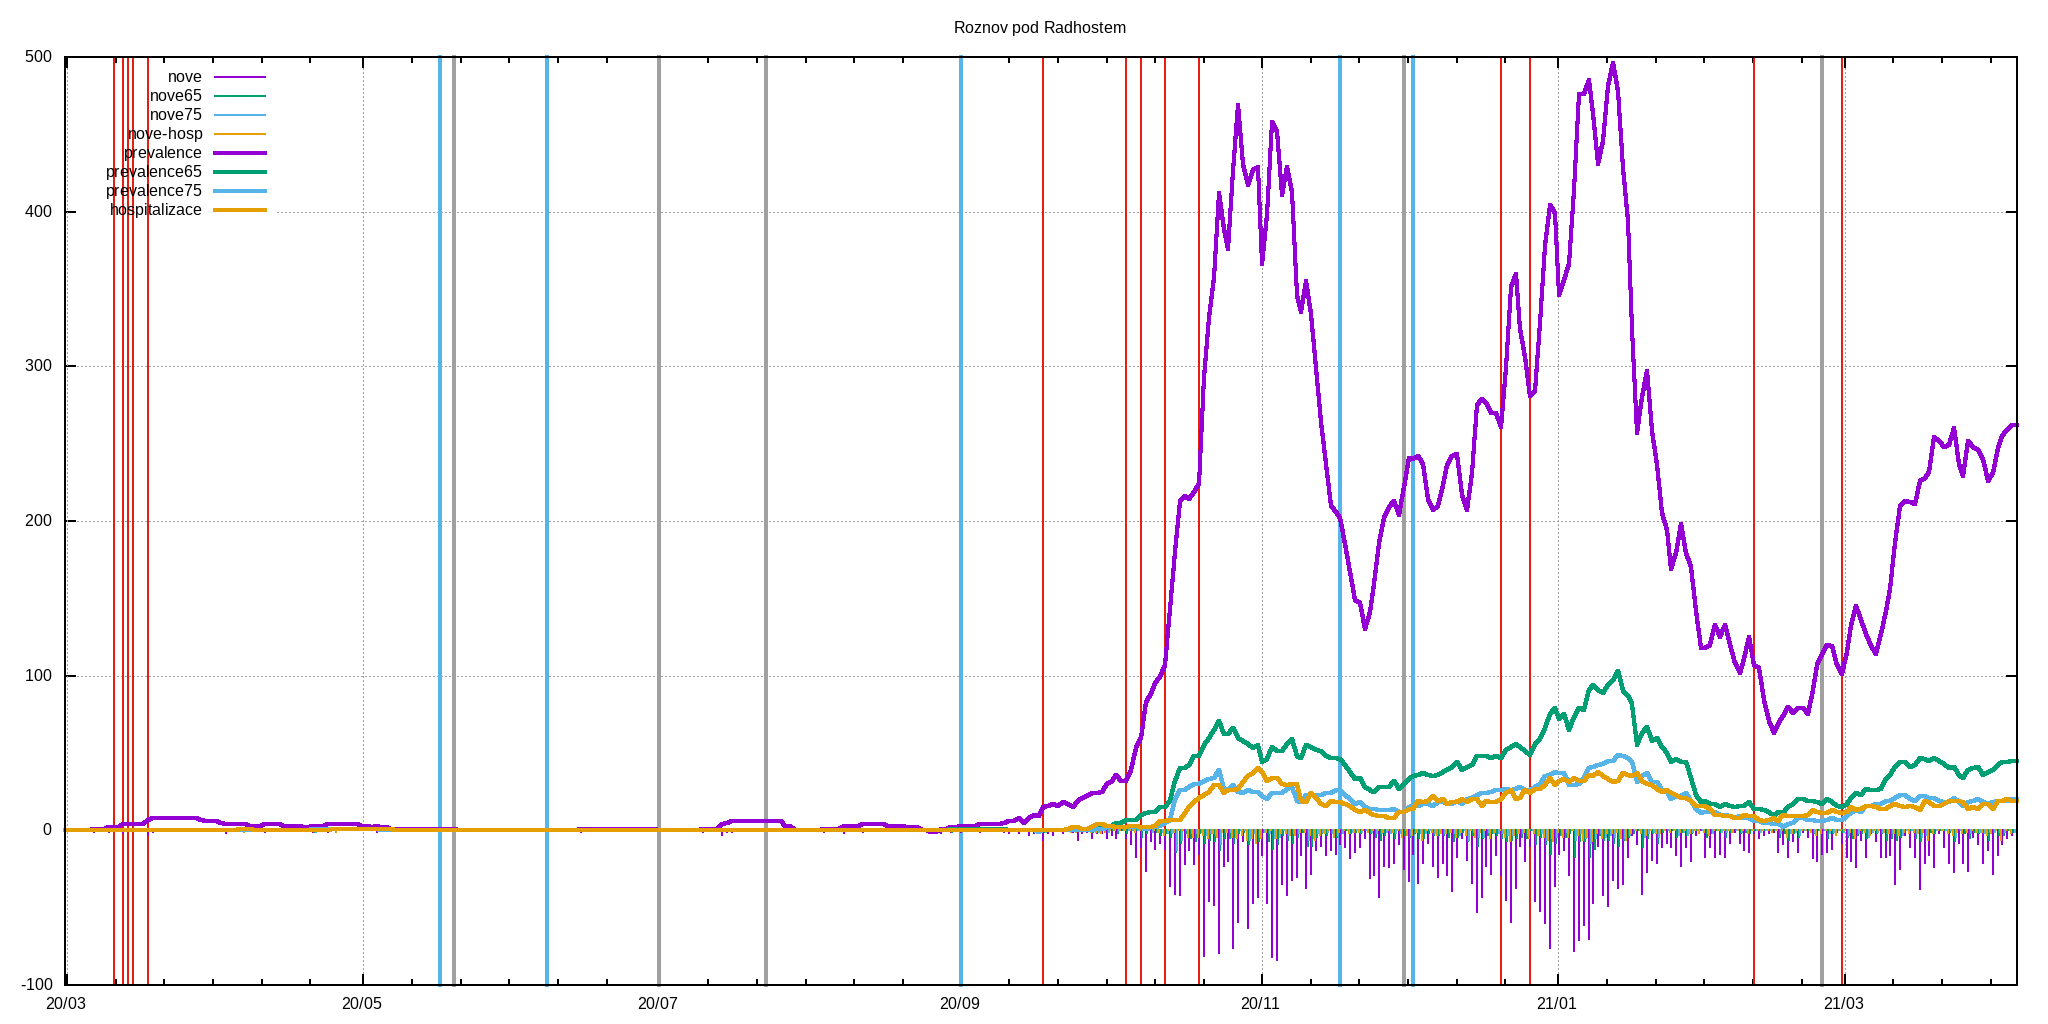 Roznov pod Radhostem
500
400
300
200
100
0
-100
nove
nove65
nove75
nove-hosp
prevalence
prevalence65
prevalence75
hospitalizace
20/03 20/05 20/07 20/09 20/11 21/01 21/03